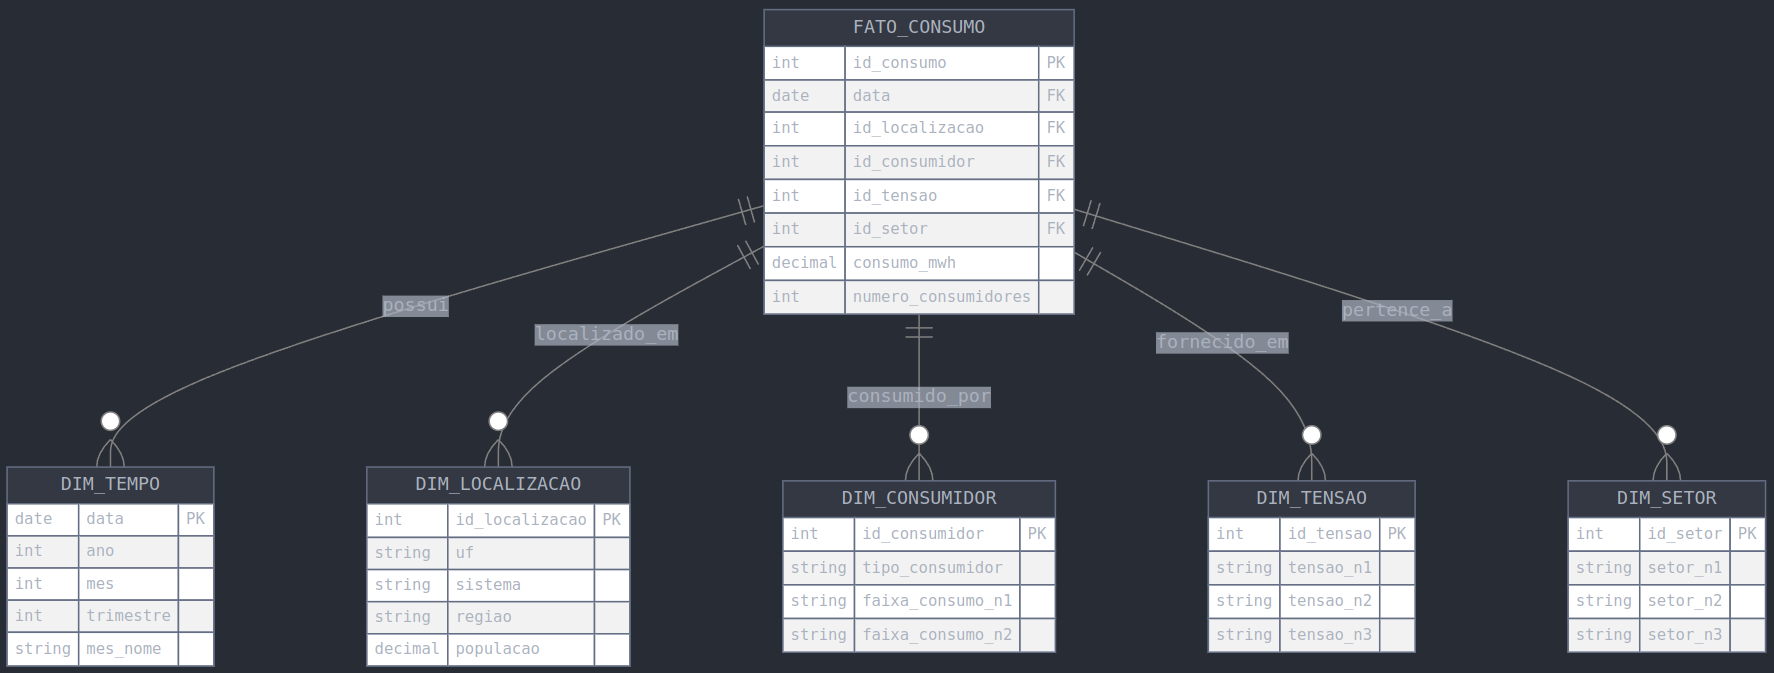 FATO_CONSUMO
int id_consumo PK
date data FK
int id_localizacao FK
int id_consumidor FK
int id_tensao FK
int id_setor FK
decimal consumo_mwh
int numero_consumidores
possui
localizado_em
consumido_por
fornecido_em
pertence_a
DIM_TEMPO
date data PK
int ano
int mes
int trimestre
string mes_nome
DIM_LOCALIZACAO
int id_localizacao PK
string uf
string sistema
string regiao
decimal populacao
DIM_CONSUMIDOR
int id_consumidor PK
string tipo_consumidor
string faixa_consumo_n1
string faixa_consumo_n2
DIM_TENSAO
int id_tensao PK
string tensao_n1
string tensao_n2
string tensao_n3
DIM_SETOR
int id_setor PK
string setor_n1
string setor_n2
string setor_n3